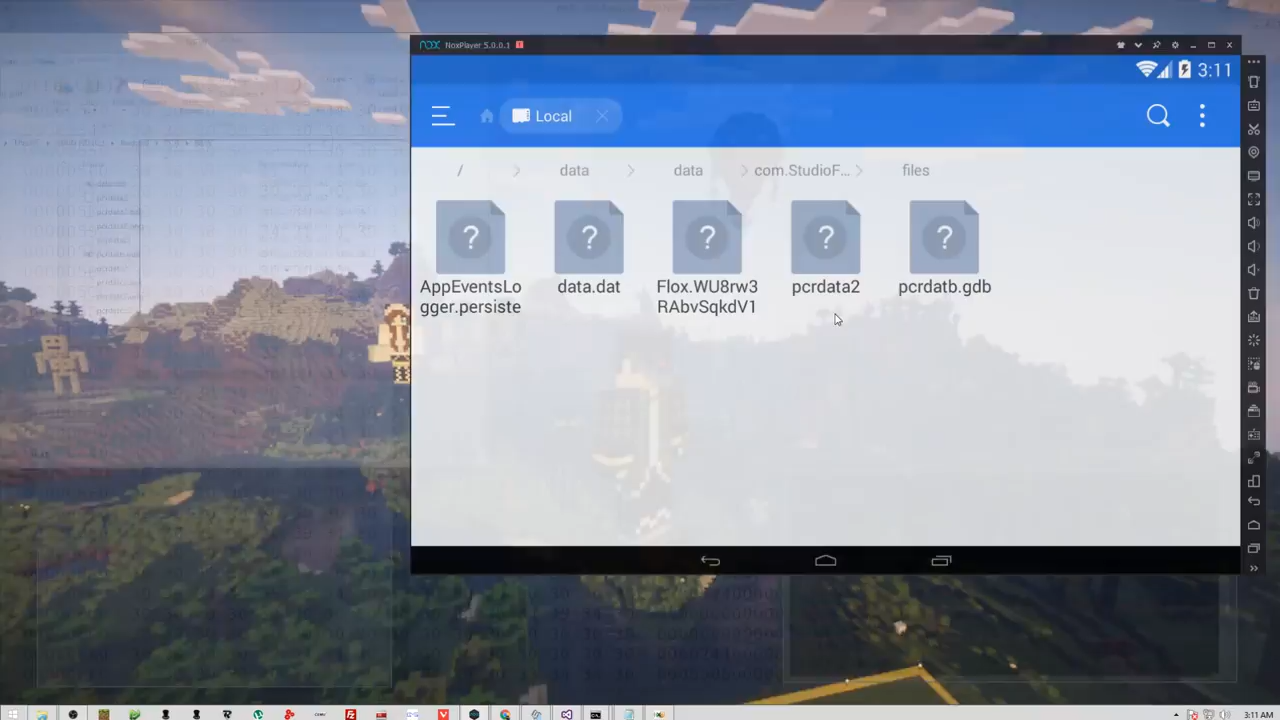 nox NoxPlayer 5.0.0.1
3:11
Local
/ data data com.StudioF... files
AppEventsLo
gger.persiste
data.dat
Flox.WU8rw3
RAbvSqkdV1
pcrdata2
pcrdatb.gdb
3:11 AM